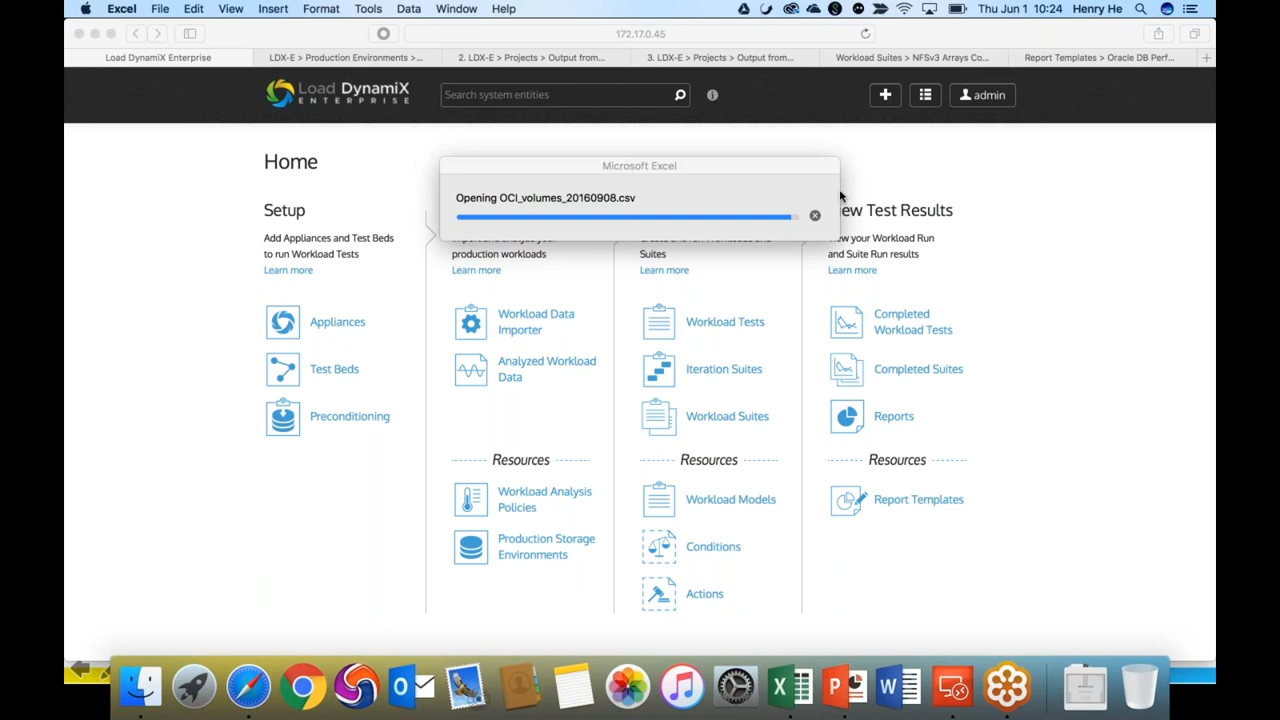 Excel File Edit View Insert Format Tools Data Window Help Thu Jun 1 10:24 Henry He
172.17.0.45
Load DynamiX Enterprise LDX-E > Production Environments >... 2. LDX-E > Projects > Output from... 3. LDX-E > Projects > Output from... Workload Suites > NFSv3 Arrays Co... Report Templates > Oracle DB Perf...
Load DynamiX
ENTERPRISE
Search system entities
admin
Home
Microsoft Excel
Opening OCI_volumes_20160908.csv
Setup
Add Appliances and Test Beds
to run Workload Tests
Learn more
Appliances
Test Beds
Preconditioning
production workloads
Learn more
Workload Data
Importer
Analyzed Workload
Data
Resources
Workload Analysis
Policies
Production Storage
Environments
Suites
Learn more
Workload Tests
Iteration Suites
Workload Suites
Resources
Workload Models
Conditions
Actions
ew Test Results
View your Workload Run
and Suite Run results
Learn more
Completed
Workload Tests
Completed Suites
Reports
Resources
Report Templates